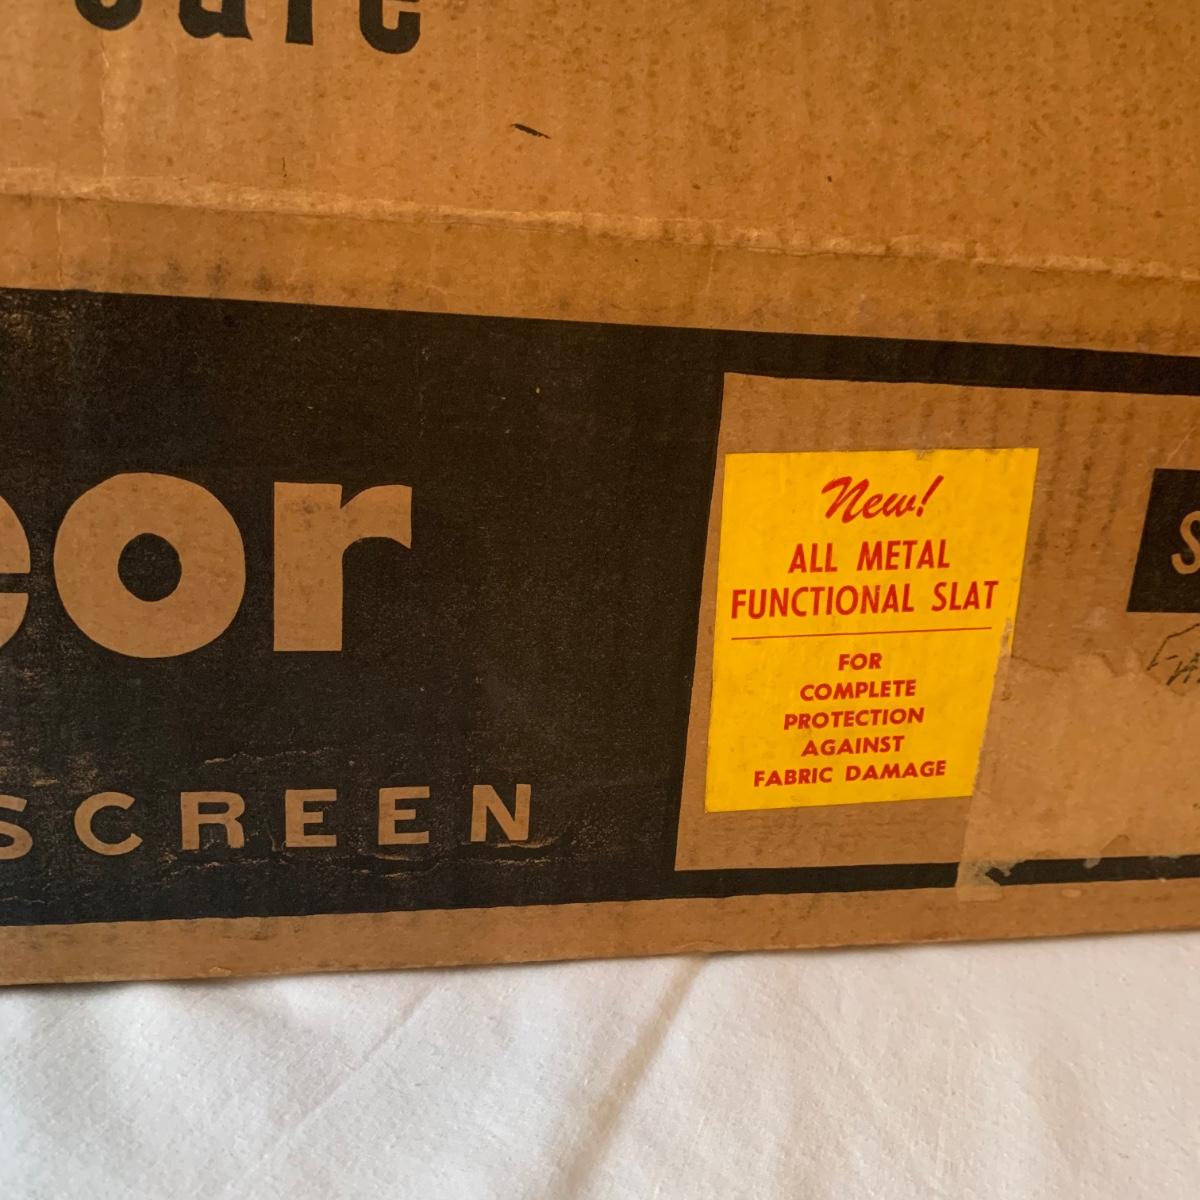 eor
SCREEN
New!
ALL METAL
FUNCTIONAL SLAT
FOR
COMPLETE
PROTECTION
AGAINST
FABRIC DAMAGE
S